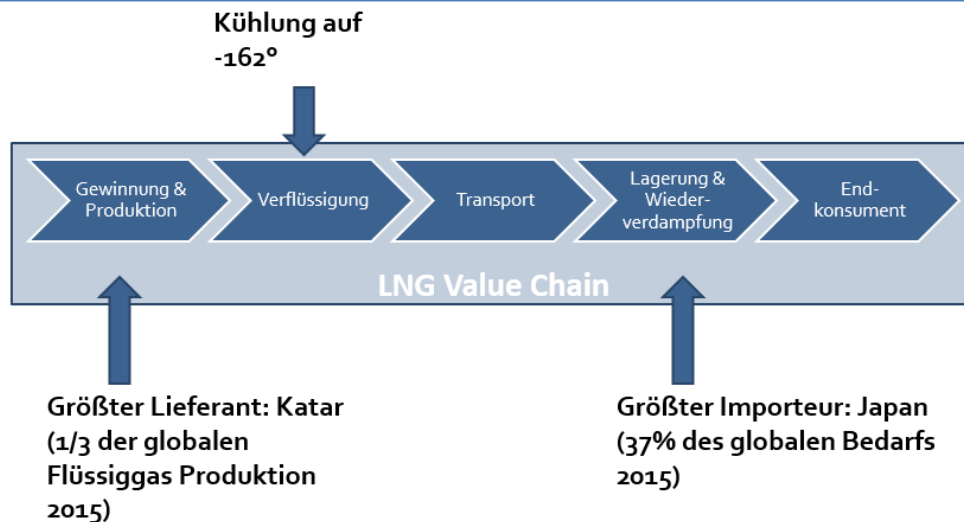 Kühlung auf
-162°
Gewinnung &
Produktion
Verflüssigung
Transport
Lagerung &
Wieder-
verdampfung
End-
konsument
LNG Value Chain
Größter Lieferant: Katar
(1/3 der globalen
Flüssiggas Produktion
2015)
Größter Importeur: Japan
(37% des globalen Bedarfs
2015)